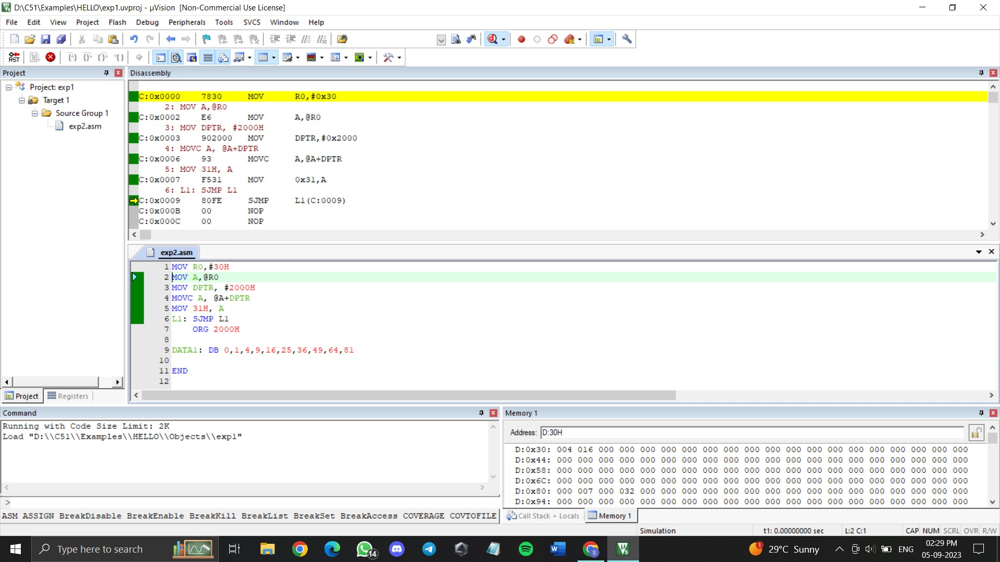 D:\C51\Examples\HELLO\exp1.uvproj - µVision [Non-Commercial Use License]
File Edit View Project Flash Debug Peripherals Tools SVCS Window Help
RST
Project
Project: exp1
Target 1
Source Group 1
exp2.asm
Project Registers
Disassembly
C:0x0000 7830 MOV R0,#0x30
2: MOV A,@R0
C:0x0002 E6 MOV A,@R0
3: MOV DPTR, #2000H
C:0x0003 902000 MOV DPTR,#0x2000
4: MOVC A, @A+DPTR
C:0x0006 93 MOVC A,@A+DPTR
5: MOV 31H, A
C:0x0007 F531 MOV 0x31,A
6: L1: SJMP L1
C:0x0009 80FE SJMP L1(C:0009)
C:0x000B 00 NOP
C:0x000C 00 NOP
exp2.asm
1 MOV R0,#30H
2 MOV A,@R0
3 MOV DPTR, #2000H
4 MOVC A, @A+DPTR
5 MOV 31H, A
6 L1: SJMP L1
7 ORG 2000H
8
9 DATA1: DB 0,1,4,9,16,25,36,49,64,81
10
11 END
12
Command
Running with Code Size Limit: 2K
Load "D:\\C51\\Examples\\HELLO\\Objects\\exp1"
>
ASM ASSIGN BreakDisable BreakEnable BreakKill BreakList BreakSet BreakAccess COVERAGE COVTOFILE
Memory 1
Address: D:30H
D:0x30: 004 016 000 000 000 000 000 000 000 000 000 000 000 000 000 000 000 000 000 000
D:0x44: 000 000 000 000 000 000 000 000 000 000 000 000 000 000 000 000 000 000 000 000
D:0x58: 000 000 000 000 000 000 000 000 000 000 000 000 000 000 000 000 000 000 000 000
D:0x6C: 000 000 000 000 000 000 000 000 000 000 000 000 000 000 000 000 000 000 000 000
D:0x80: 000 007 000 032 000 000 000 000 000 000 000 000 000 000 000 000 000 000 000 000
D:0x94: 000 000 000 000 000 000 000 000 000 000 000 000 000 000 000 000 000 000 000 000
Call Stack + Locals Memory 1
Simulation t1: 0.00000000 sec L:2 C:1 CAP NUM SCRL OVR R/W
Type here to search 14 1 29°C Sunny ENG 02:29 PM
05-09-2023